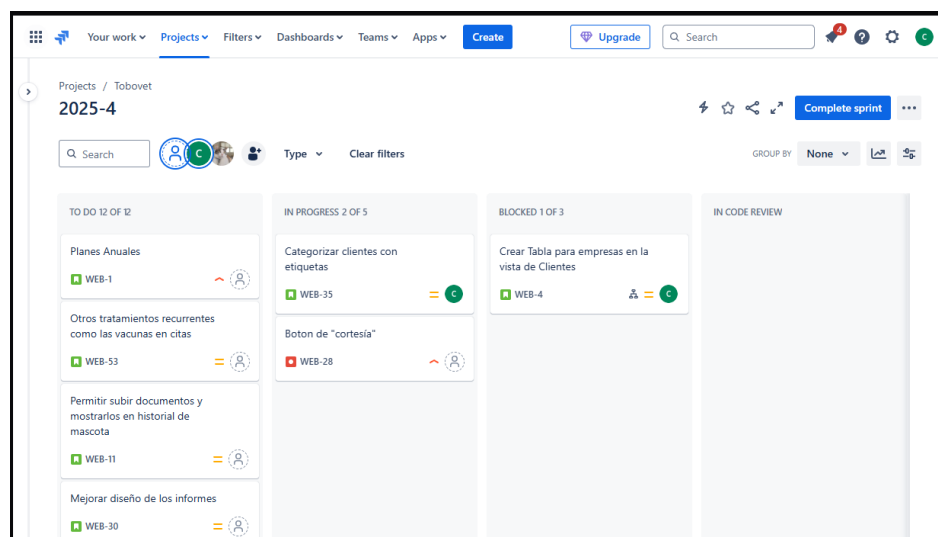 Your work Projects Filters Dashboards Teams Apps Create Upgrade Search 4 C
Projects / Tobovet
2025-4
Complete sprint
Search C Type Clear filters GROUP BY None
TO DO 12 OF 12
Planes Anuales
WEB-1
Otros tratamientos recurrentes
como las vacunas en citas
WEB-53
Permitir subir documentos y
mostrarlos en historial de
mascota
WEB-11
Mejorar diseño de los informes
WEB-30
IN PROGRESS 2 OF 5
Categorizar clientes con
etiquetas
WEB-35 C
Boton de "cortesía"
WEB-28
BLOCKED 1 OF 3
Crear Tabla para empresas en la
vista de Clientes
WEB-4 C
IN CODE REVIEW